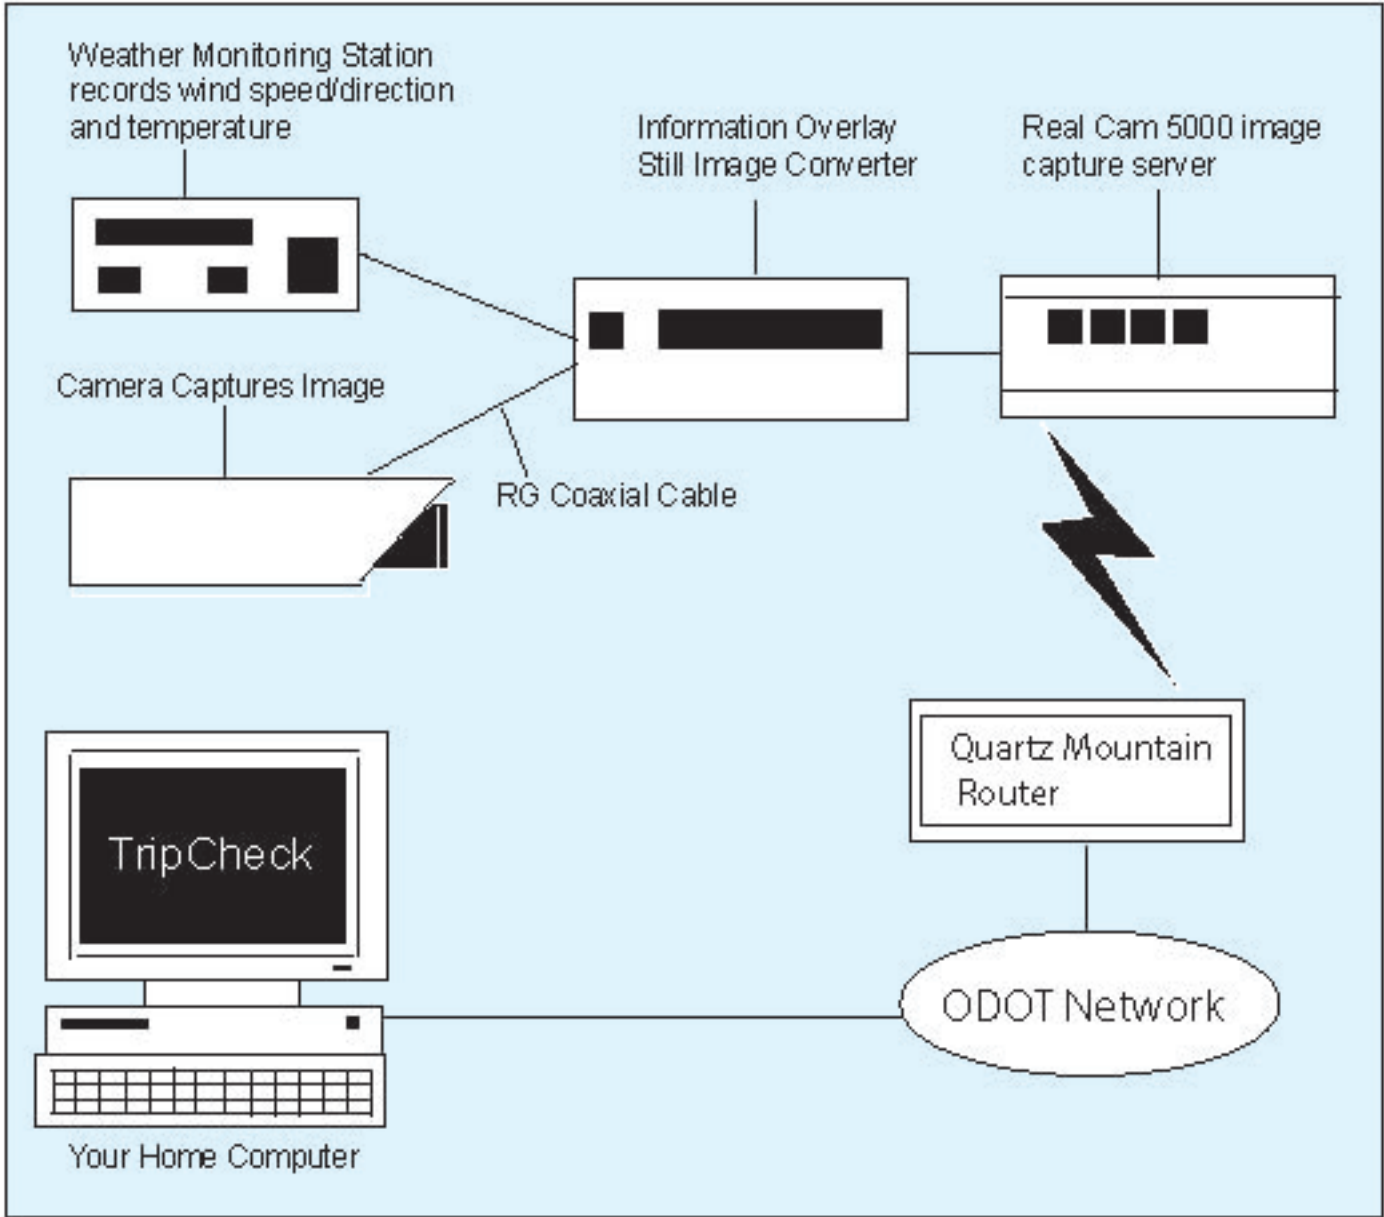 Weather Monitoring Station
records wind speed/direction
and temperature
Information Overlay
Still Image Converter
Real Cam 5000 image
capture server
Camera Captures Image
RG Coaxial Cable
Quartz Mountain
Router
TripCheck
ODOT Network
Your Home Computer